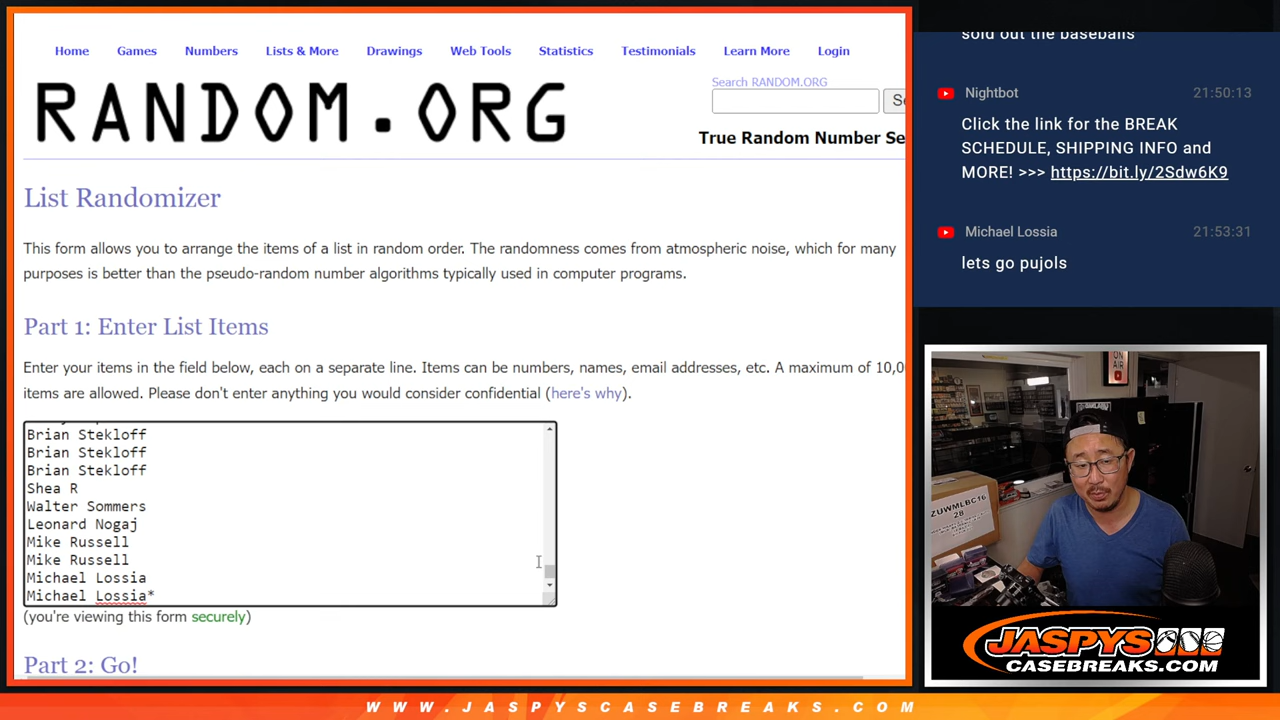 Home Games Numbers Lists & More Drawings Web Tools Statistics Testimonials Learn More Login
RANDOM.ORG
Search RANDOM.ORG
True Random Number Se
List Randomizer
This form allows you to arrange the items of a list in random order. The randomness comes from atmospheric noise, which for many
purposes is better than the pseudo-random number algorithms typically used in computer programs.
Part 1: Enter List Items
Enter your items in the field below, each on a separate line. Items can be numbers, names, email addresses, etc. A maximum of 10,0
items are allowed. Please don't enter anything you would consider confidential (here's why).
Brian Stekloff
Brian Stekloff
Brian Stekloff
Shea R
Walter Sommers
Leonard Nogaj
Mike Russell
Mike Russell
Michael Lossia
Michael Lossia*
(you're viewing this form securely)
Part 2: Go!
sold out the baseballs
Nightbot 21:50:13
Click the link for the BREAK
SCHEDULE, SHIPPING INFO and
MORE! >>> https://bit.ly/2Sdw6K9
Michael Lossia 21:53:31
lets go pujols
ON
AIR
ZUWMLBC16
28
JASPYS
CASEBREAKS.COM
WWW.JASPYSCASEBREAKS.COM